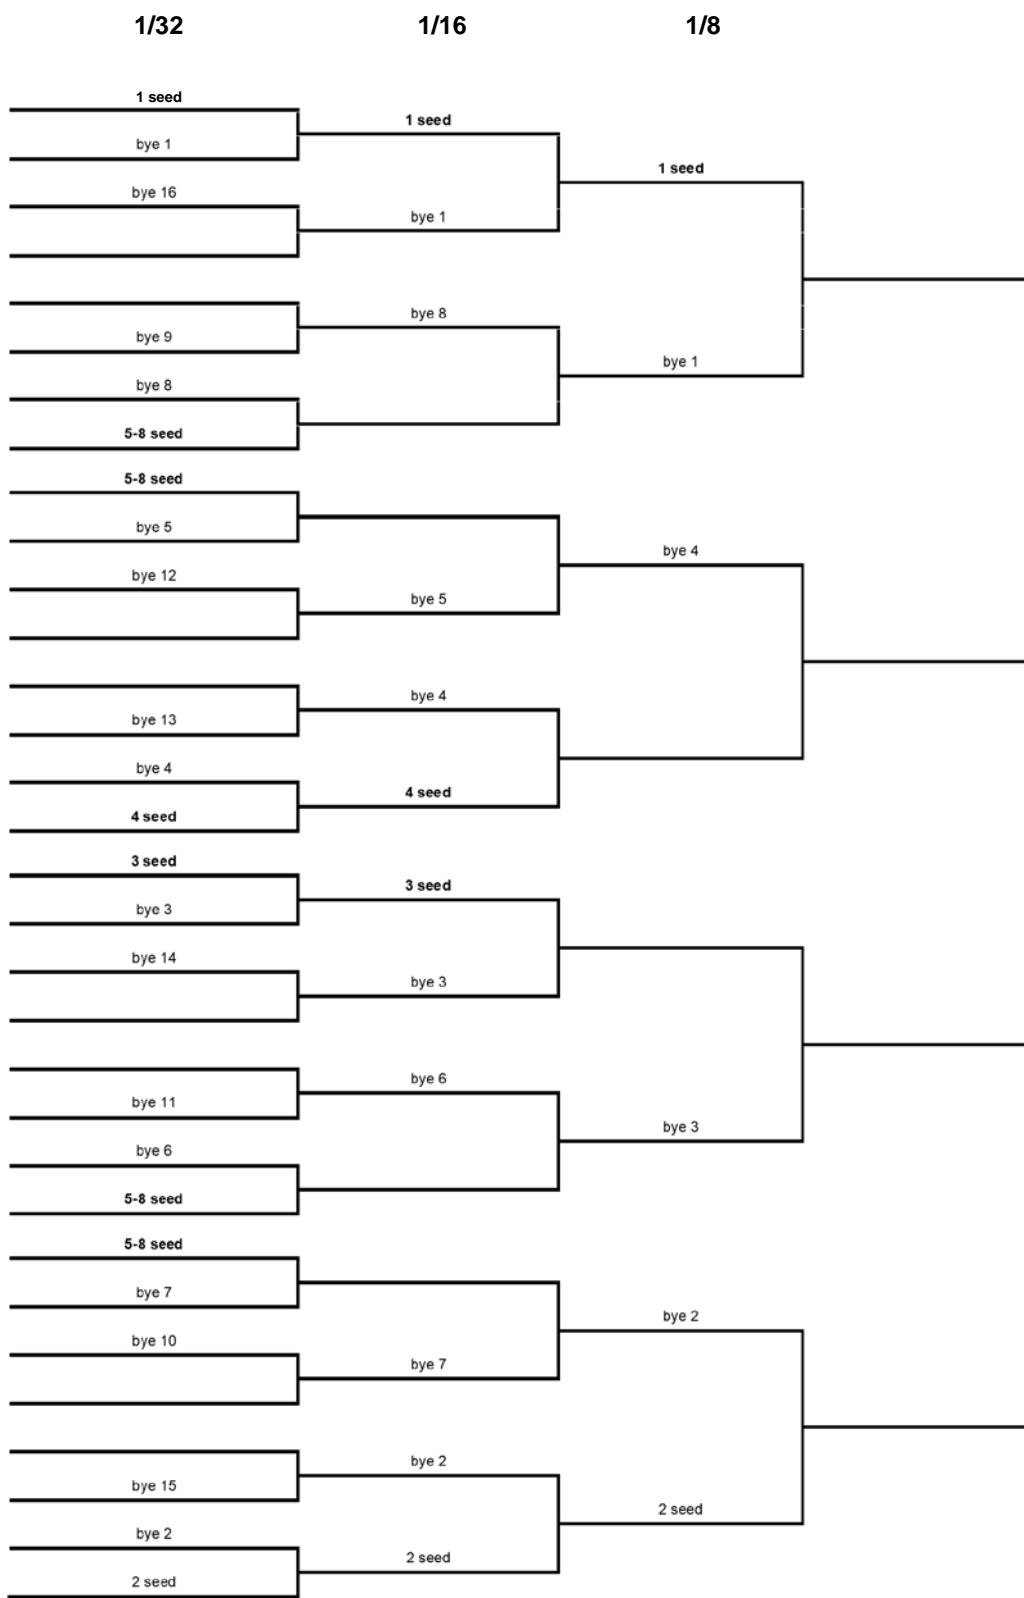 1/32 1/16 1/8
1 seed
1 seed
bye 1
1 seed
bye 16
bye 1
bye 8
bye 9
bye 1
bye 8
5-8 seed
5-8 seed
bye 5
bye 4
bye 12
bye 5
bye 4
bye 13
bye 4
4 seed
4 seed
3 seed
3 seed
bye 3
bye 14
bye 3
bye 6
bye 11
bye 3
bye 6
5-8 seed
5-8 seed
bye 7
bye 2
bye 10
bye 7
bye 2
bye 15
2 seed
bye 2
2 seed
2 seed